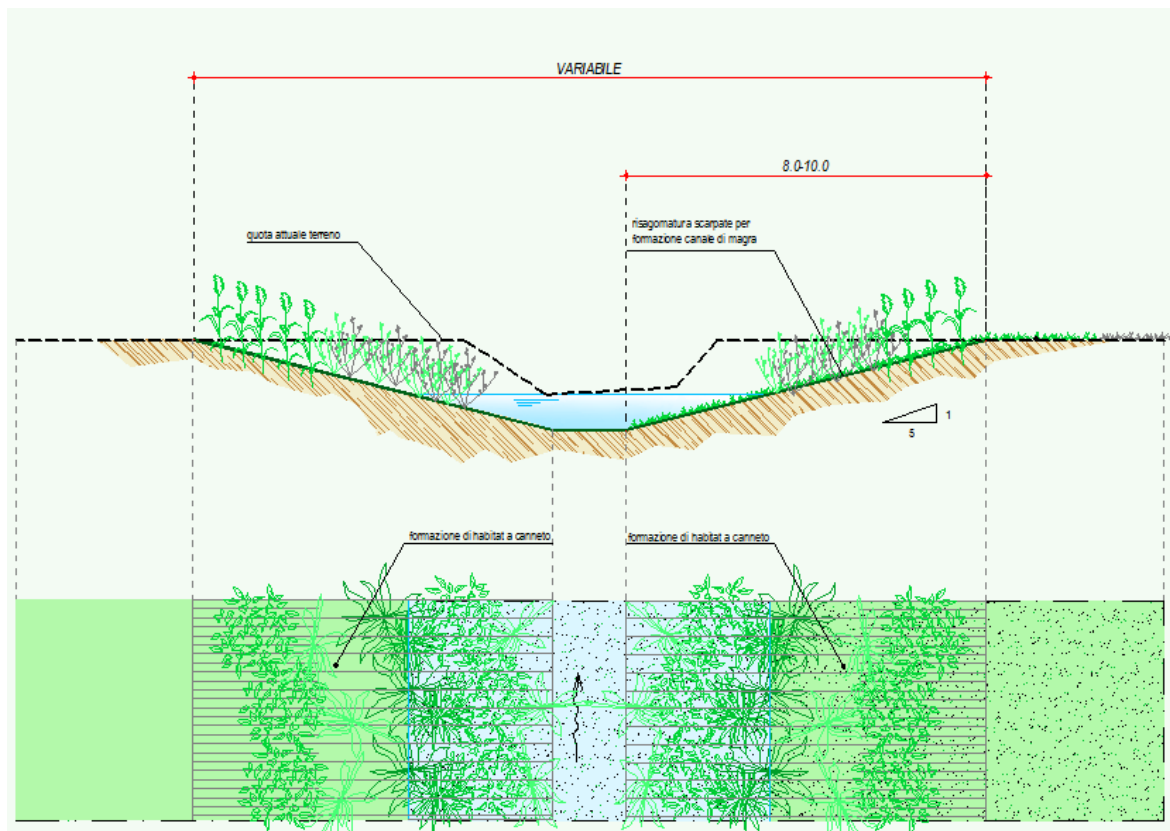 VARIABILE
8.0-10.0
quota attuale terreno
risagomatura scarpate per
formazione canale di magra
1
5
formazione di habitat a canneto
formazione di habitat a canneto